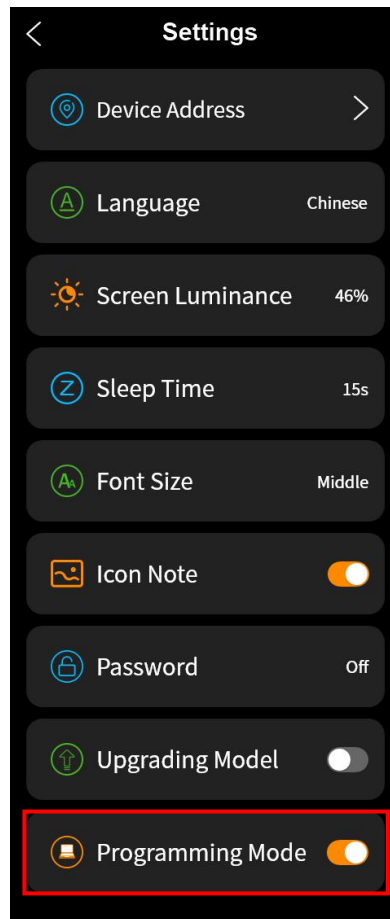 Settings
Device Address
Language Chinese
Screen Luminance 46%
Sleep Time 15s
Font Size Middle
Icon Note
Password Off
Upgrading Model
Programming Mode